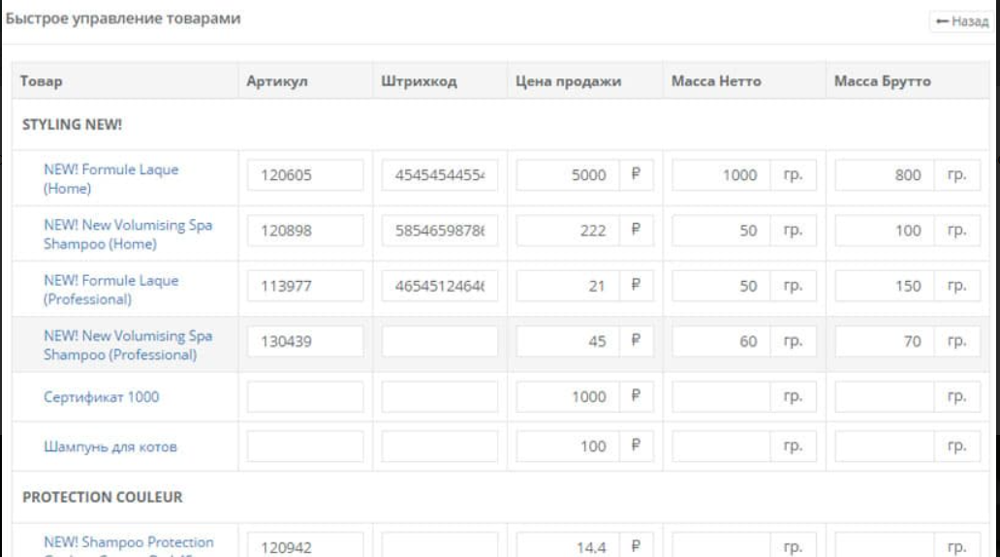 Быстрое управление товарами
Назад
Товар Артикул Штрихкод Цена продажи Масса Нетто Масса Брутто
STYLING NEW!
NEW! Formule Laque
(Home)
120605 45454544554 5000 ₽ 1000 гр. 800 гр.
NEW! New Volumising Spa
Shampoo (Home)
120898 58546598786 222 ₽ 50 гр. 100 гр.
NEW! Formule Laque
(Professional)
113977 46545124646 21 ₽ 50 гр. 150 гр.
NEW! New Volumising Spa
Shampoo (Professional)
130439 45 ₽ 60 гр. 70 гр.
Сертификат 1000 1000 ₽ гр. гр.
Шампунь для котов 100 ₽ гр. гр.
PROTECTION COULEUR
NEW! Shampoo Protection
120942 14,4 ₽ гр. гр.